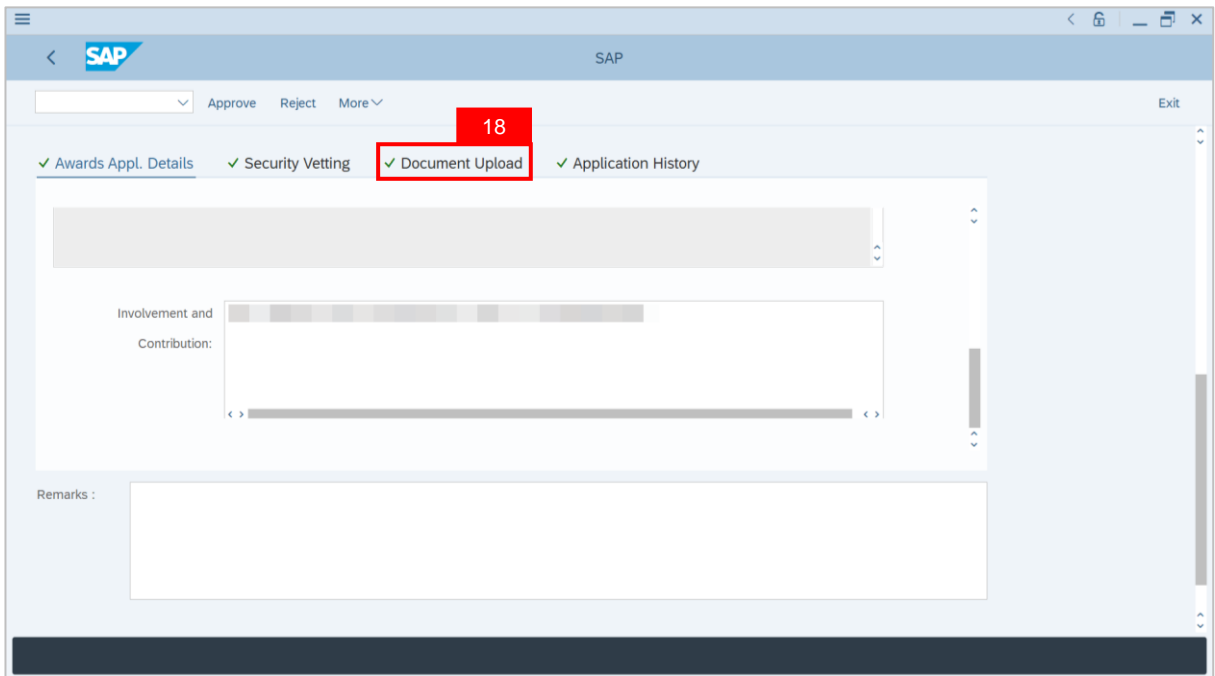 SAP
SAP
Approve Reject More Exit
18
Awards Appl. Details Security Vetting Document Upload Application History
Involvement and
Contribution:
Remarks :